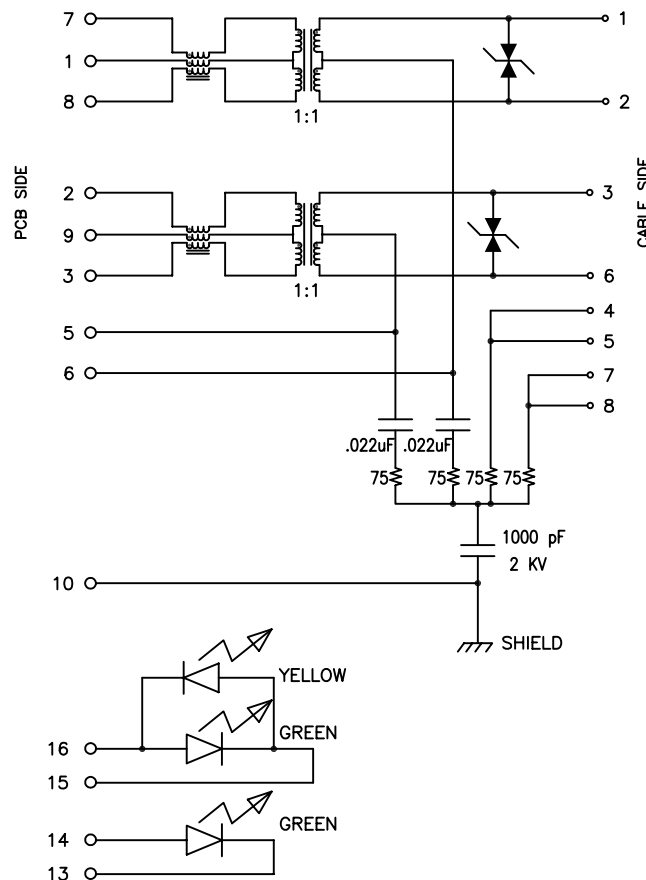 7
1
1
8
2
1:1
PCB SIDE
CABLE SIDE
2
3
9
3
6
1:1
4
5
5
6
7
8
.022uF
.022uF
75
75
75
75
1000 pF
2 KV
10
SHIELD
YELLOW
GREEN
16
15
GREEN
14
13